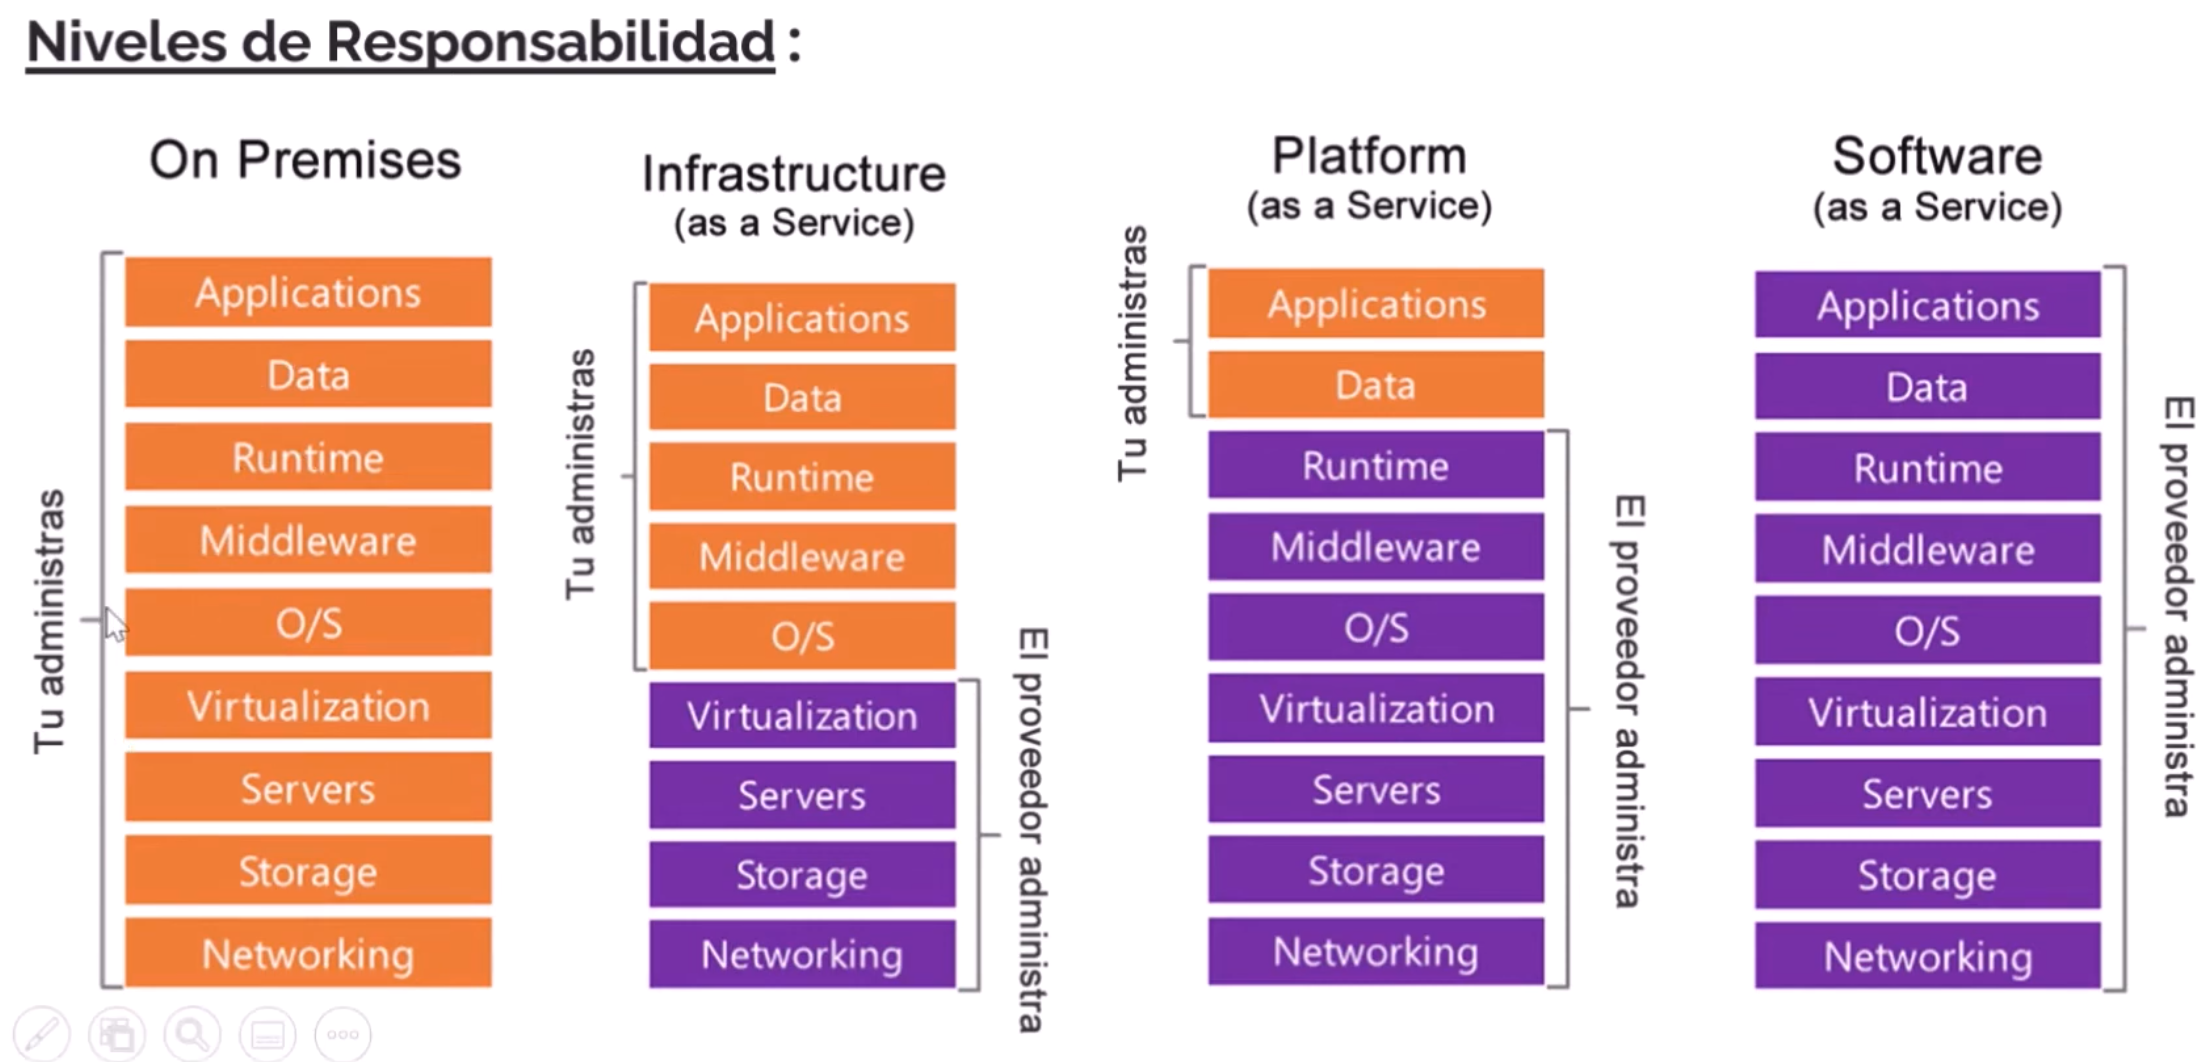 Niveles de Responsabilidad :
On Premises
Tu administras
Applications
Data
Runtime
Middleware
O/S
Virtualization
Servers
Storage
Networking
Infrastructure
(as a Service)
Tu administras
Applications
Data
Runtime
Middleware
O/S
Virtualization
Servers
Storage
Networking
El proveedor administra
Platform
(as a Service)
Tu administras
Applications
Data
Runtime
Middleware
O/S
Virtualization
Servers
Storage
Networking
El proveedor administra
Software
(as a Service)
Applications
Data
Runtime
Middleware
O/S
Virtualization
Servers
Storage
Networking
El proveedor administra